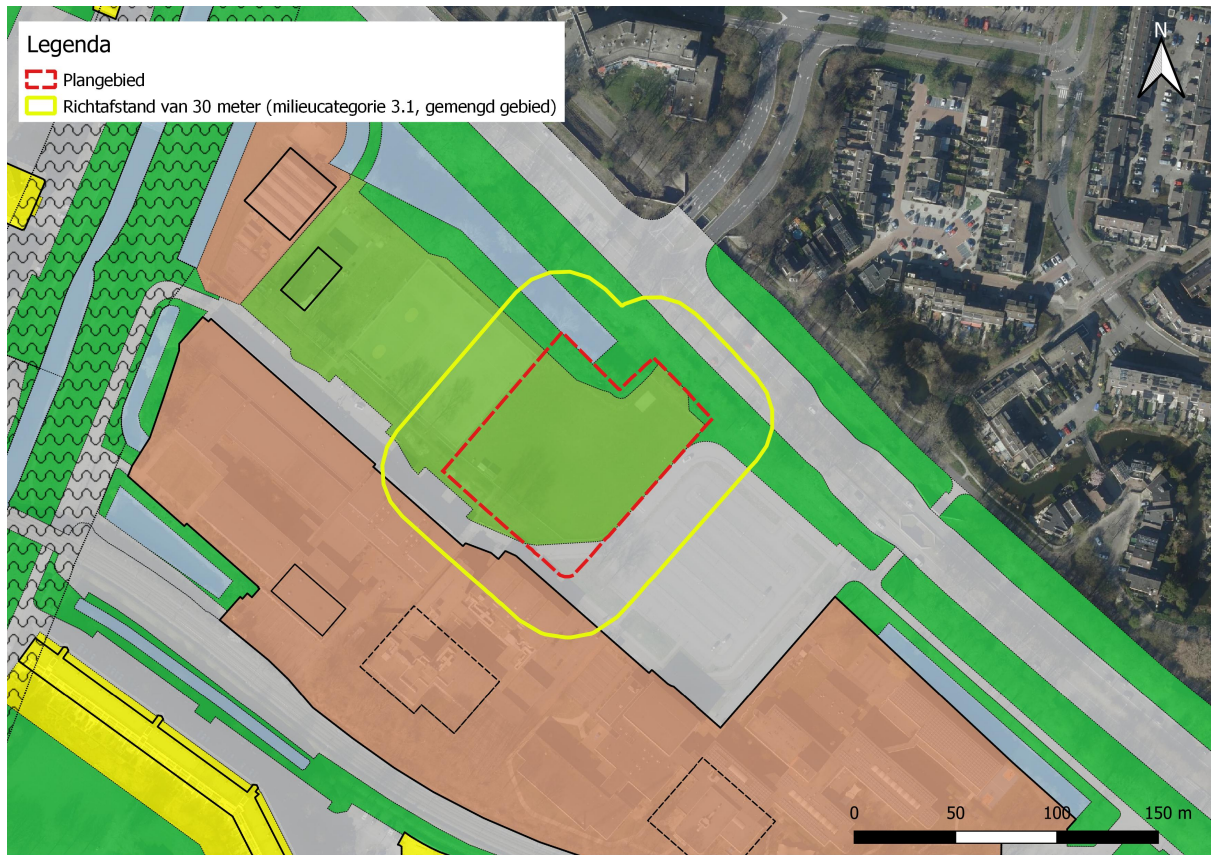 Legenda
Plangebied
Richtafstand van 30 meter (milieucategorie 3.1, gemengd gebied)
N
0 50 100 150 m